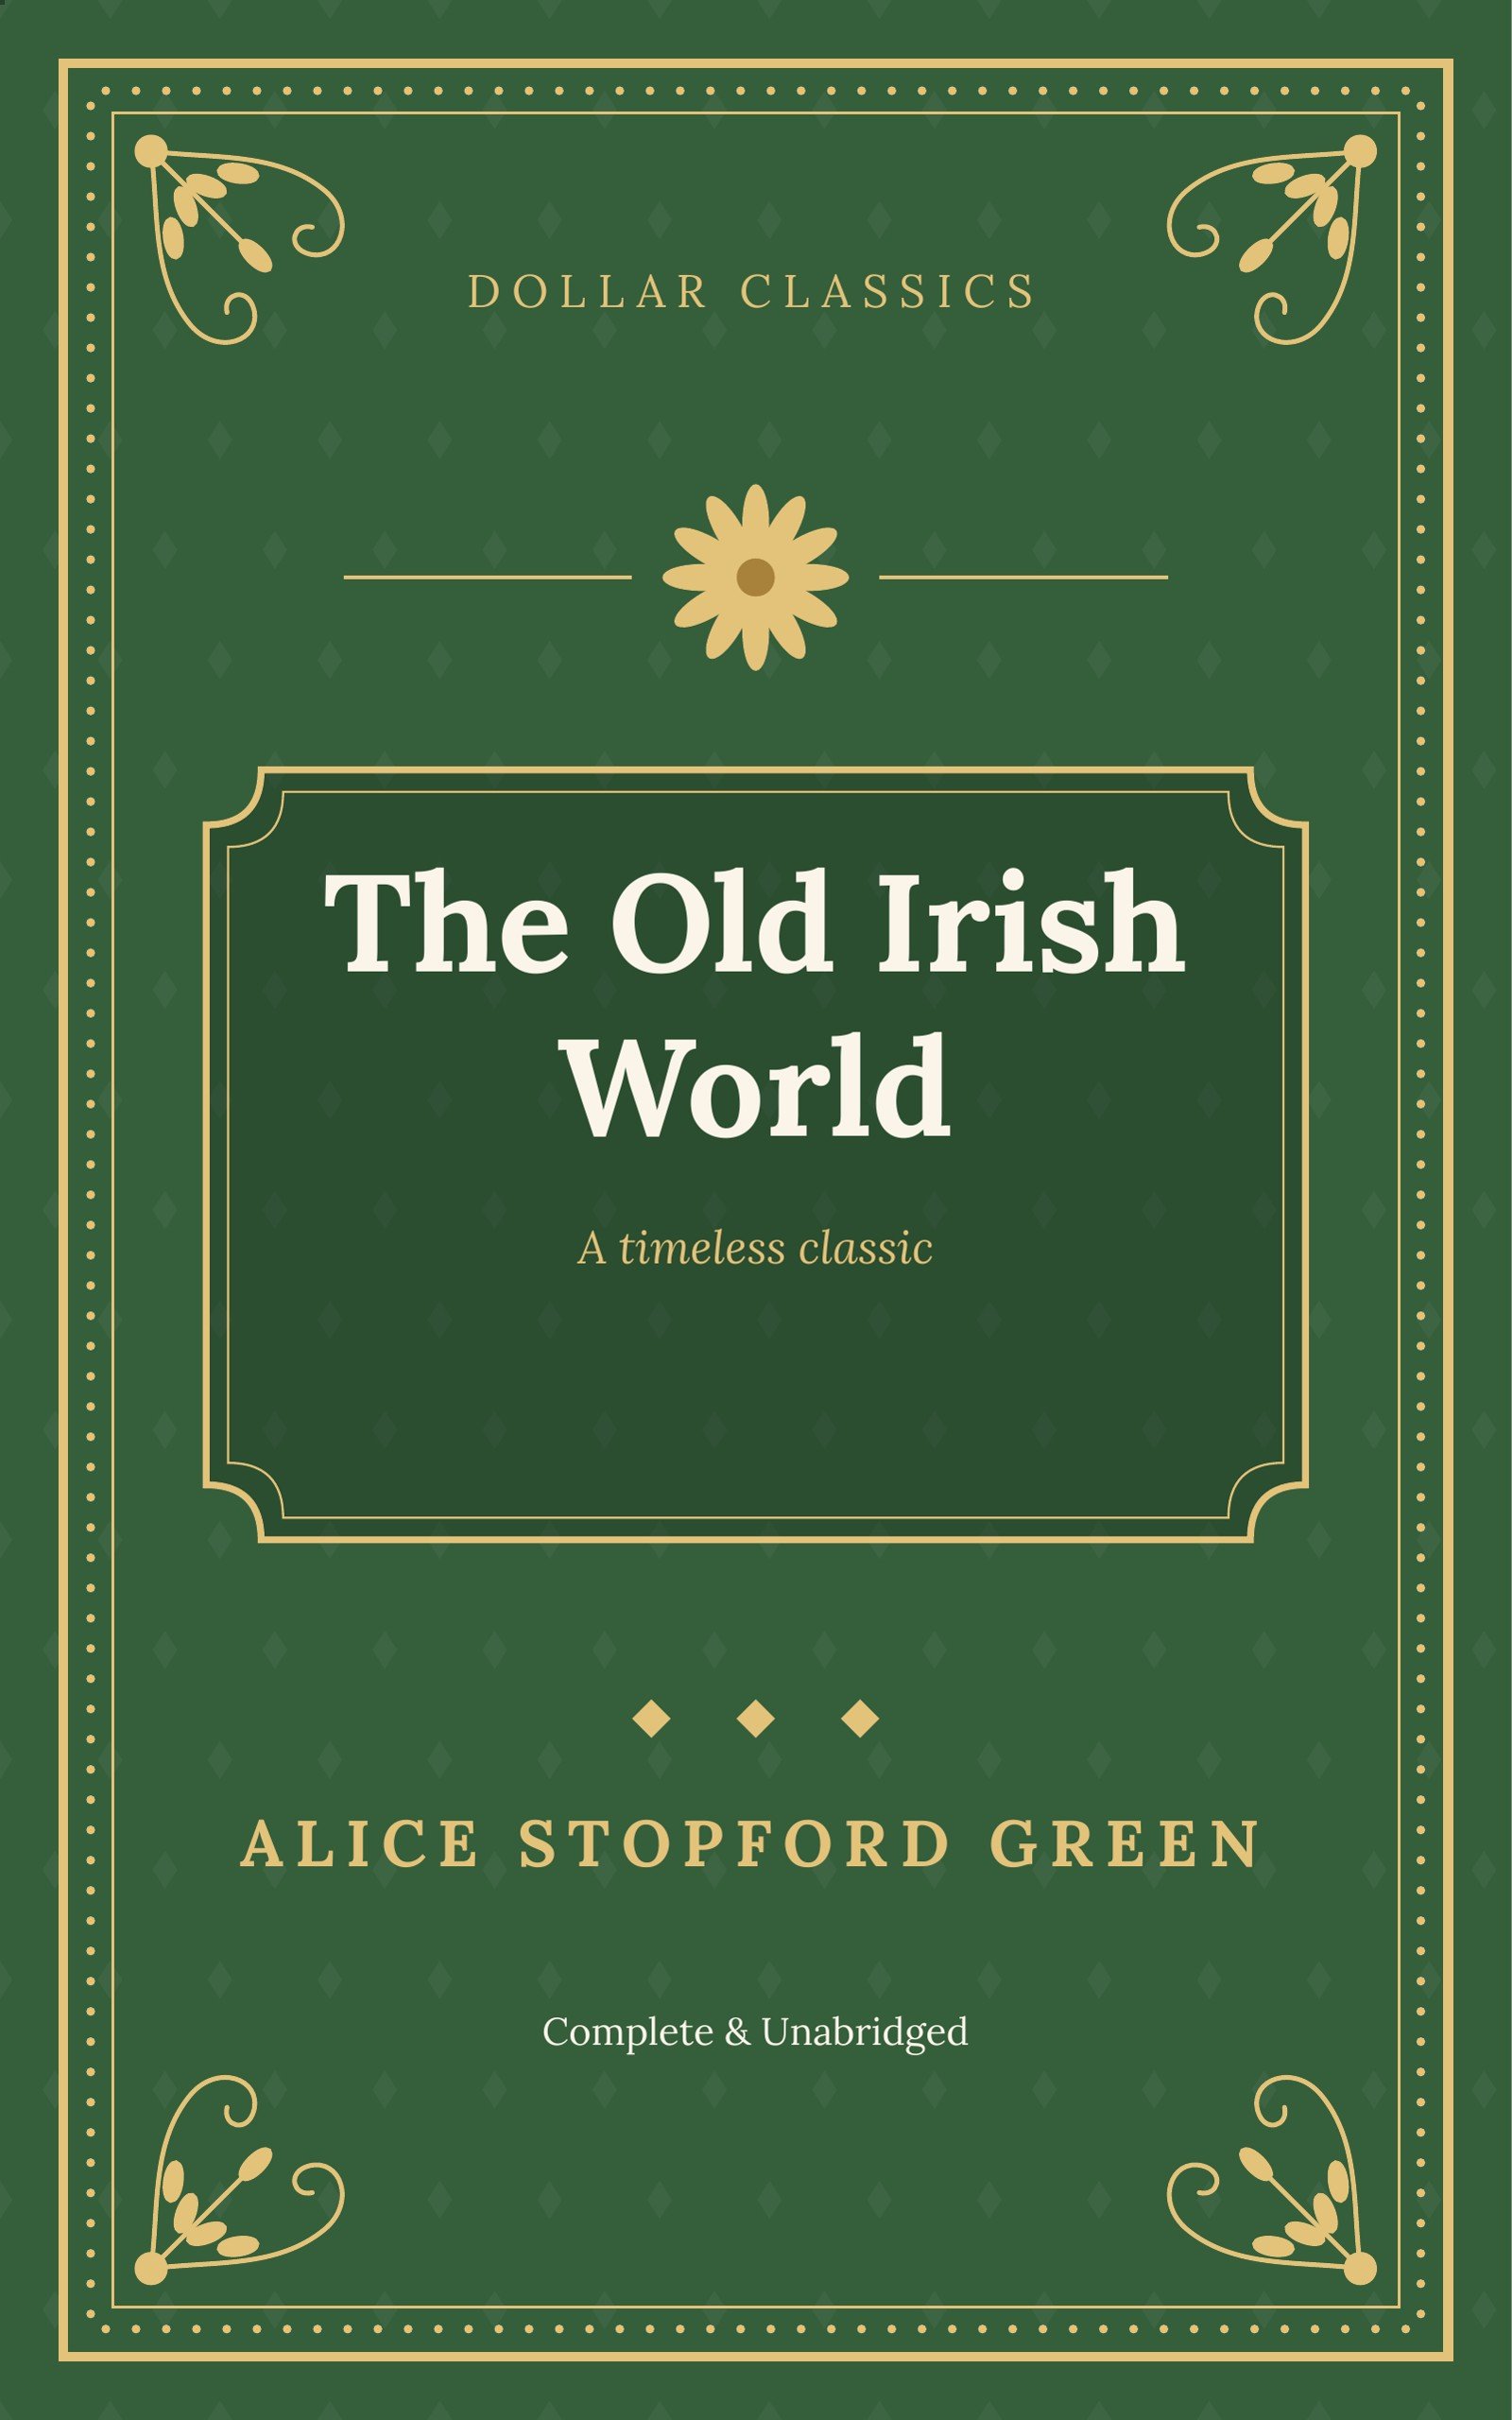 DOLLAR CLASSICS
The Old Irish
World
A timeless classic
ALICE STOPFORD GREEN
Complete & Unabridged